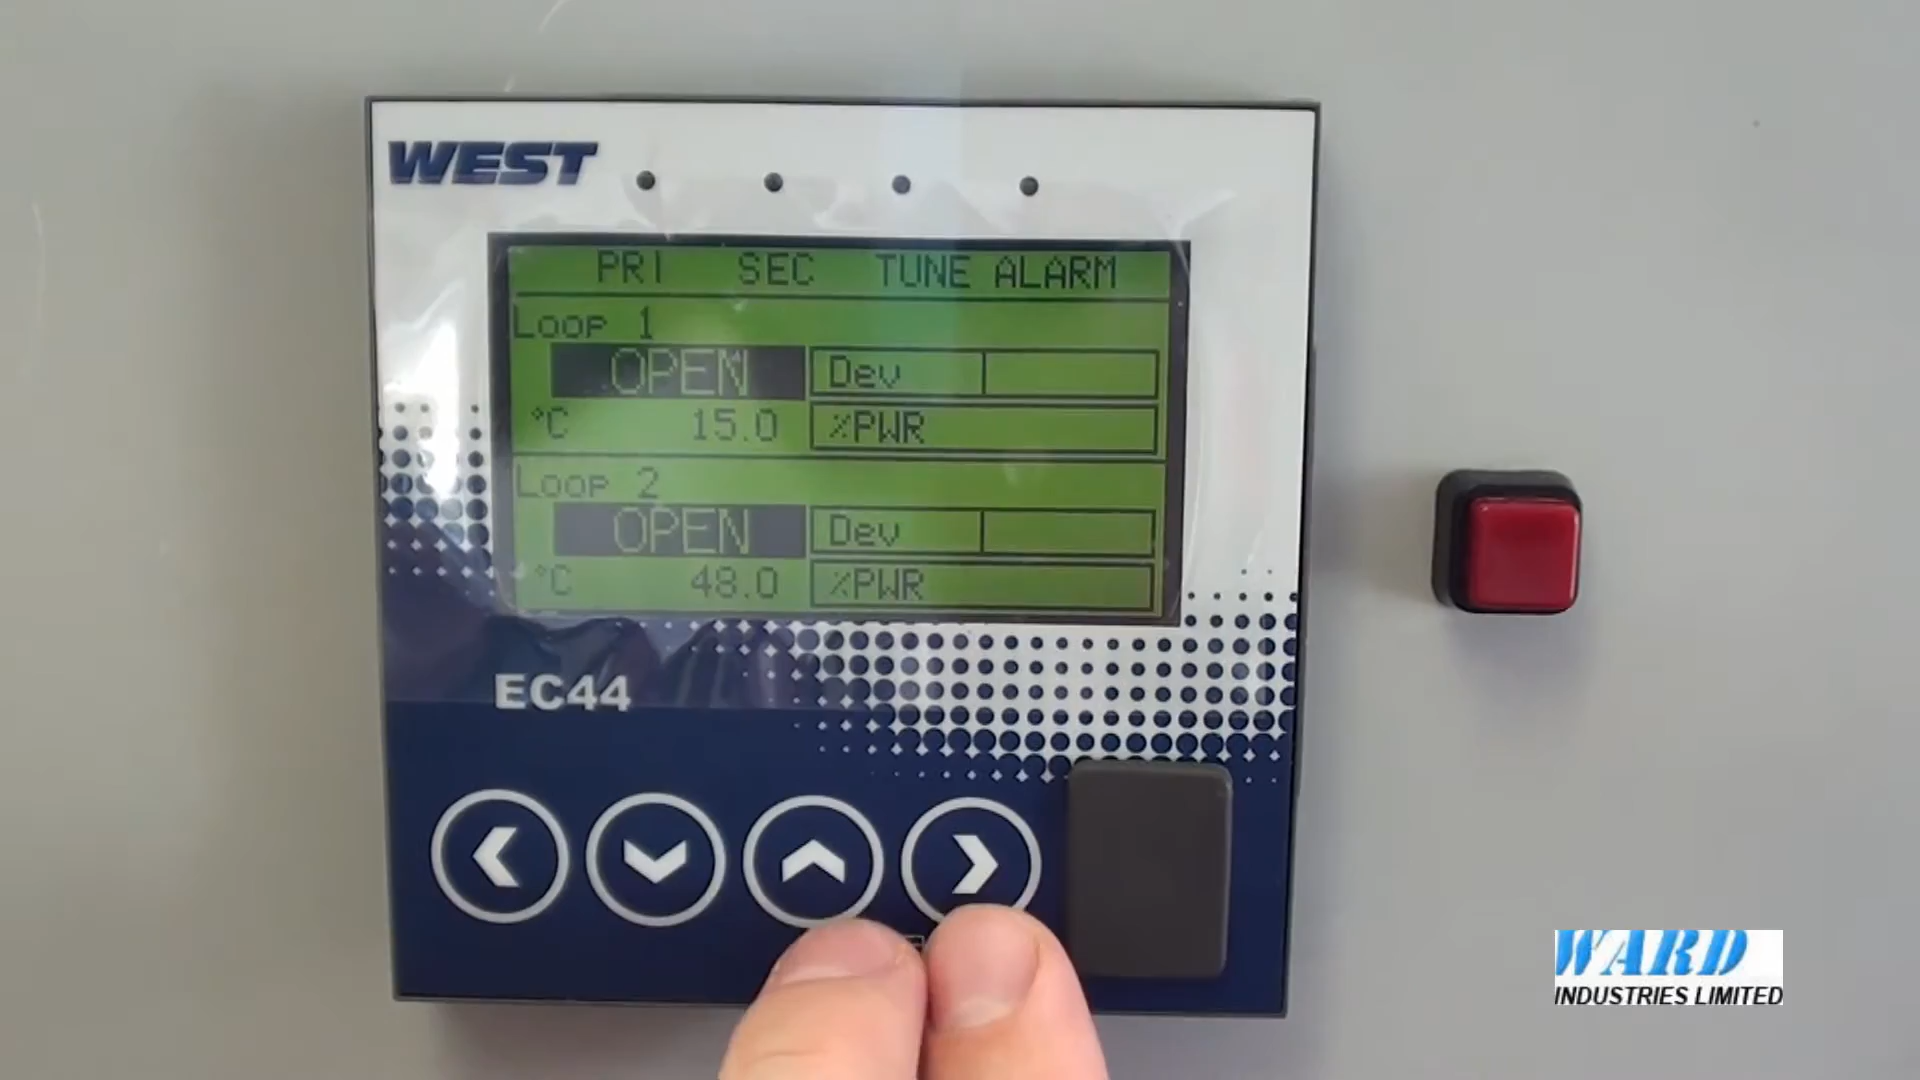 WEST
PRI SEC TUNE ALARM
Loop 1
OPEN Dev
°C 15.0 %PWR
Loop 2
OPEN Dev
°C 48.0 %PWR
EC44
WARD
INDUSTRIES LIMITED